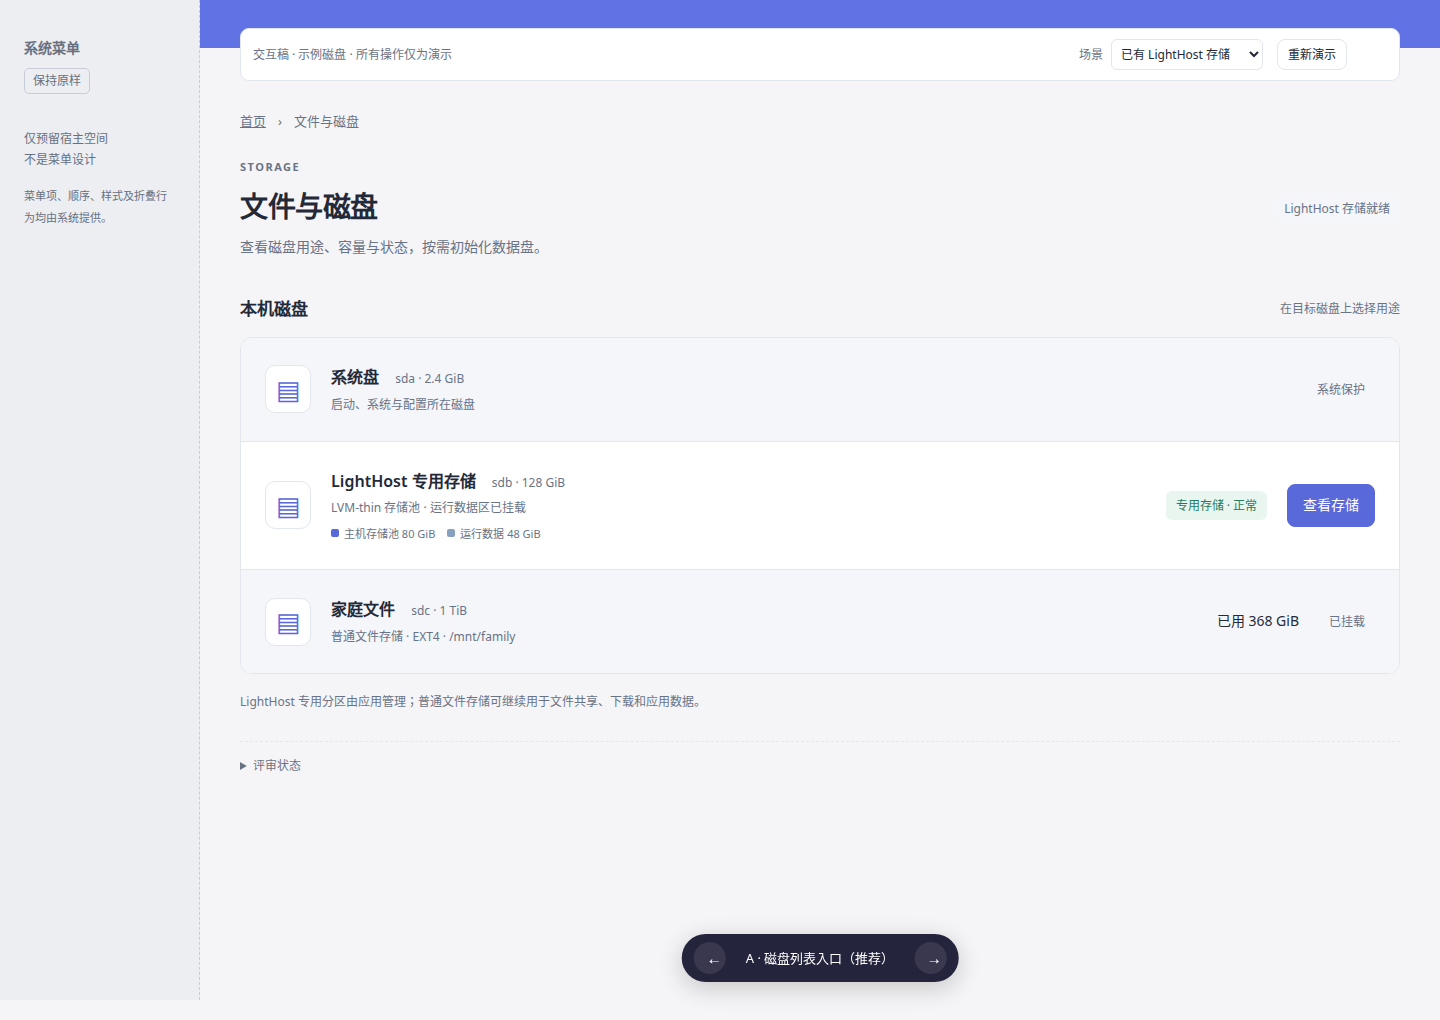 系统菜单
保持原样
仅预留宿主空间
不是菜单设计
菜单项、顺序、样式及折叠行
为均由系统提供。
交互稿 · 示例磁盘 · 所有操作仅为演示
场景
已有 LightHost 存储
重新演示
首页 › 文件与磁盘
STORAGE
文件与磁盘
LightHost 存储就绪
查看磁盘用途、容量与状态，按需初始化数据盘。
本机磁盘
在目标磁盘上选择用途
系统盘 sda · 2.4 GiB
启动、系统与配置所在磁盘
系统保护
LightHost 专用存储 sdb · 128 GiB
LVM-thin 存储池 · 运行数据区已挂载
主机存储池 80 GiB 运行数据 48 GiB
专用存储 · 正常
查看存储
家庭文件 sdc · 1 TiB
普通文件存储 · EXT4 · /mnt/family
已用 368 GiB
已挂载
LightHost 专用分区由应用管理；普通文件存储可继续用于文件共享、下载和应用数据。
▶ 评审状态
← A · 磁盘列表入口（推荐） →